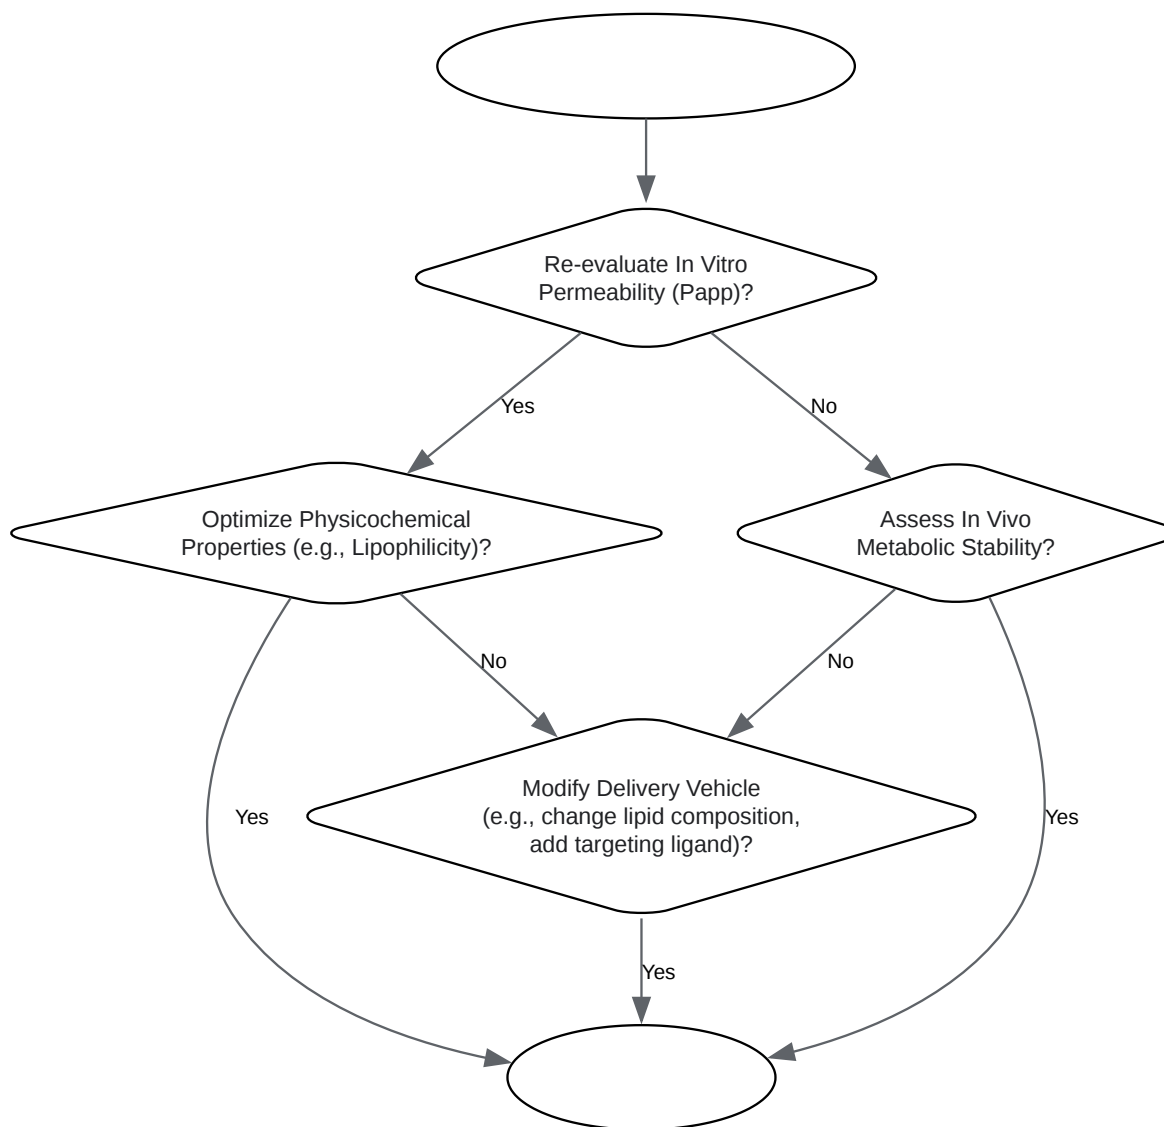 Re-evaluate In Vitro
Permeability (Papp)?
Yes
No
Optimize Physicochemical
Properties (e.g., Lipophilicity)?
Assess In Vivo
Metabolic Stability?
No
No
Modify Delivery Vehicle
(e.g., change lipid composition,
add targeting ligand)?
Yes
Yes
Yes